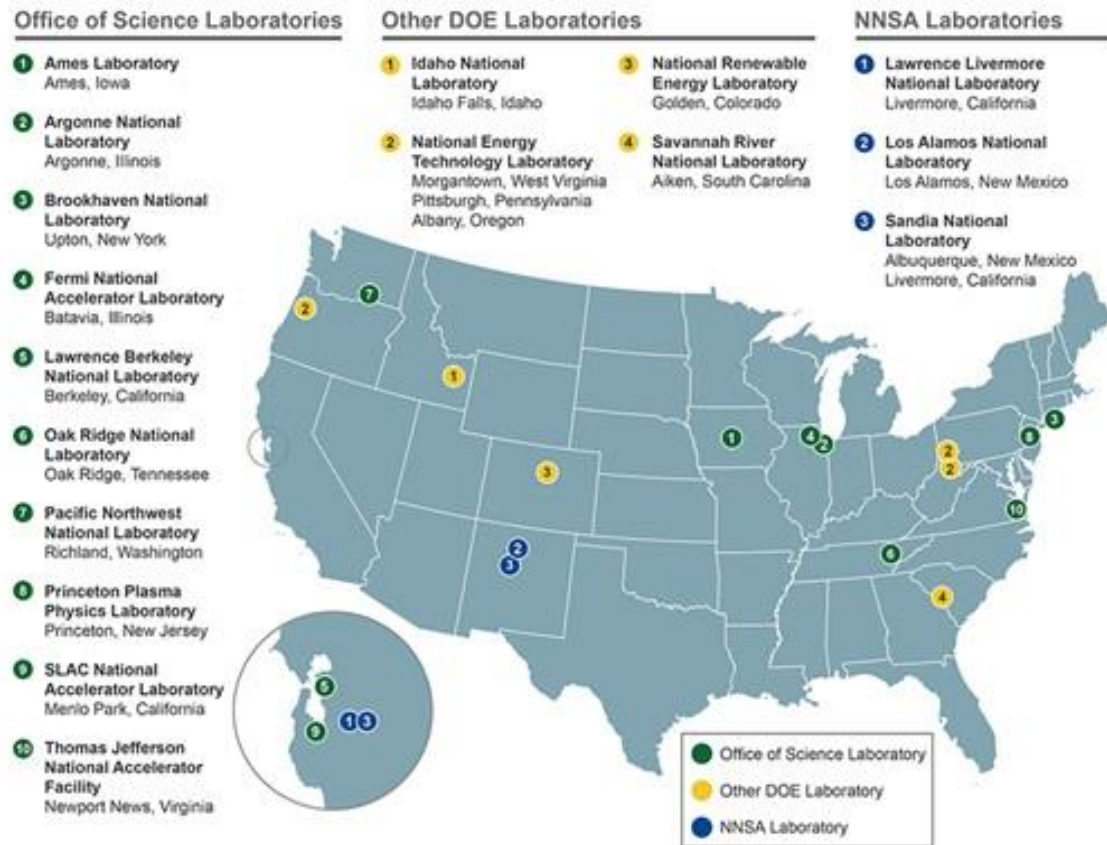 Office of Science Laboratories
1 Ames Laboratory
Ames, Iowa
2 Argonne National
Laboratory
Argonne, Illinois
3 Brookhaven National
Laboratory
Upton, New York
4 Fermi National
Accelerator Laboratory
Batavia, Illinois
5 Lawrence Berkeley
National Laboratory
Berkeley, California
6 Oak Ridge National
Laboratory
Oak Ridge, Tennessee
7 Pacific Northwest
National Laboratory
Richland, Washington
8 Princeton Plasma
Physics Laboratory
Princeton, New Jersey
9 SLAC National
Accelerator Laboratory
Menlo Park, California
10 Thomas Jefferson
National Accelerator
Facility
Newport News, Virginia
Other DOE Laboratories
1 Idaho National
Laboratory
Idaho Falls, Idaho
2 National Energy
Technology Laboratory
Morgantown, West Virginia
Pittsburgh, Pennsylvania
Albany, Oregon
3 National Renewable
Energy Laboratory
Golden, Colorado
4 Savannah River
National Laboratory
Aiken, South Carolina
NNSA Laboratories
1 Lawrence Livermore
National Laboratory
Livermore, California
2 Los Alamos National
Laboratory
Los Alamos, New Mexico
3 Sandia National
Laboratory
Albuquerque, New Mexico
Livermore, California
7
2
1
3
2
3
1
4
2
3
8
2
2
10
6
4
5
1 3
9
Office of Science Laboratory
Other DOE Laboratory
NNSA Laboratory